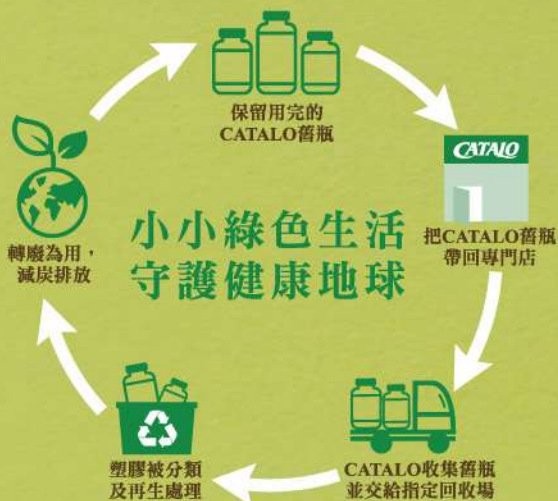 保留用完的
CATALO舊瓶
CATALO
把CATALO舊瓶
帶回專門店
CATALO收集舊瓶
並交給指定回收場
塑膠被分類
及再生處理
轉廢為用，
減炭排放
小小綠色生活
守護健康地球